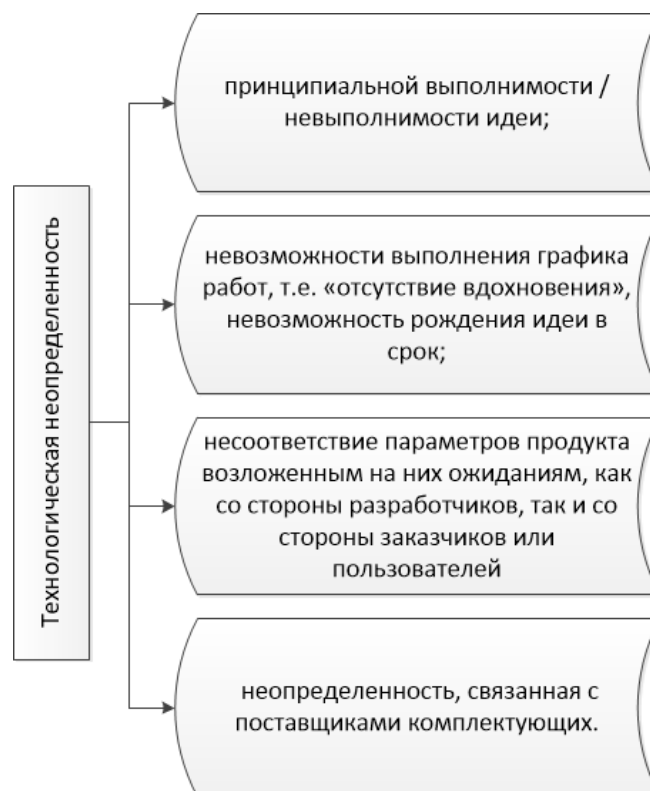 Технологическая неопределенность
принципиальной выполнимости /
невыполнимости идеи;
невозможности выполнения графика
работ, т.е. «отсутствие вдохновения»,
невозможность рождения идеи в
срок;
несоответствие параметров продукта
возложенным на них ожиданиям, как
со стороны разработчиков, так и со
стороны заказчиков или
пользователей
неопределенность, связанная с
поставщиками комплектующих.